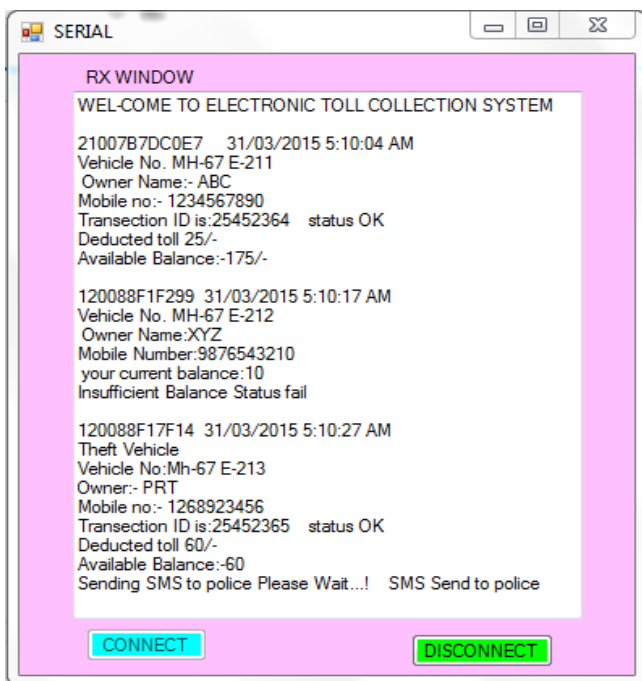 SERIAL
RX WINDOW
WEL-COME TO ELECTRONIC TOLL COLLECTION SYSTEM
21007B7DC0E7 31/03/2015 5:10:04 AM
Vehicle No. MH-67 E-211
Owner Name:- ABC
Mobile no:- 1234567890
Transection ID is:25452364 status OK
Deducted toll 25/-
Available Balance:-175/-
120088F1F299 31/03/2015 5:10:17 AM
Vehicle No. MH-67 E-212
Owner Name:XYZ
Mobile Number:9876543210
your current balance:10
Insufficient Balance Status fail
120088F17F14 31/03/2015 5:10:27 AM
Theft Vehicle
Vehicle No:Mh-67 E-213
Owner:- PRT
Mobile no:- 1268923456
Transection ID is:25452365 status OK
Deducted toll 60/-
Available Balance:-60
Sending SMS to police Please Wait...! SMS Send to police
CONNECT
DISCONNECT